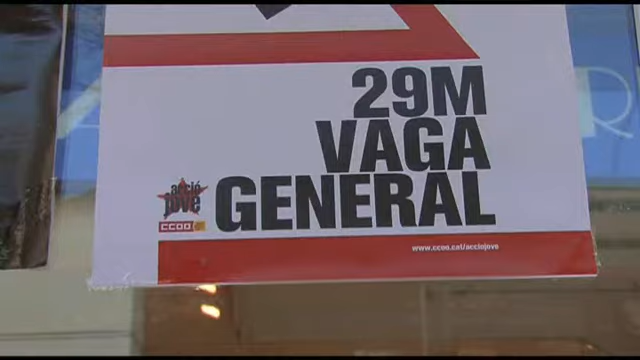 29M
VAGA
GENERAL
acció
jove
CCOO
www.ccoo.cat/acciojove